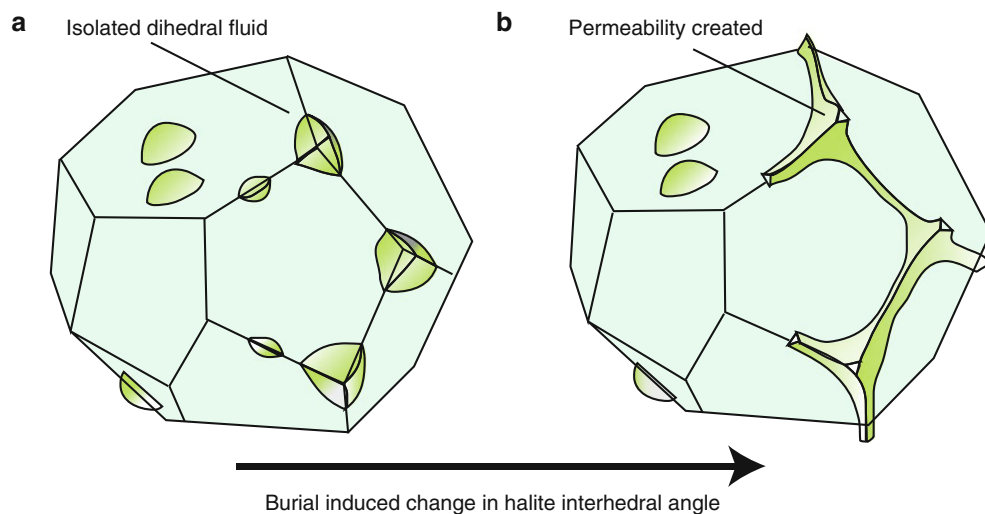 a
Isolated dihedral fluid
b
Permeability created
Burial induced change in halite interhedral angle